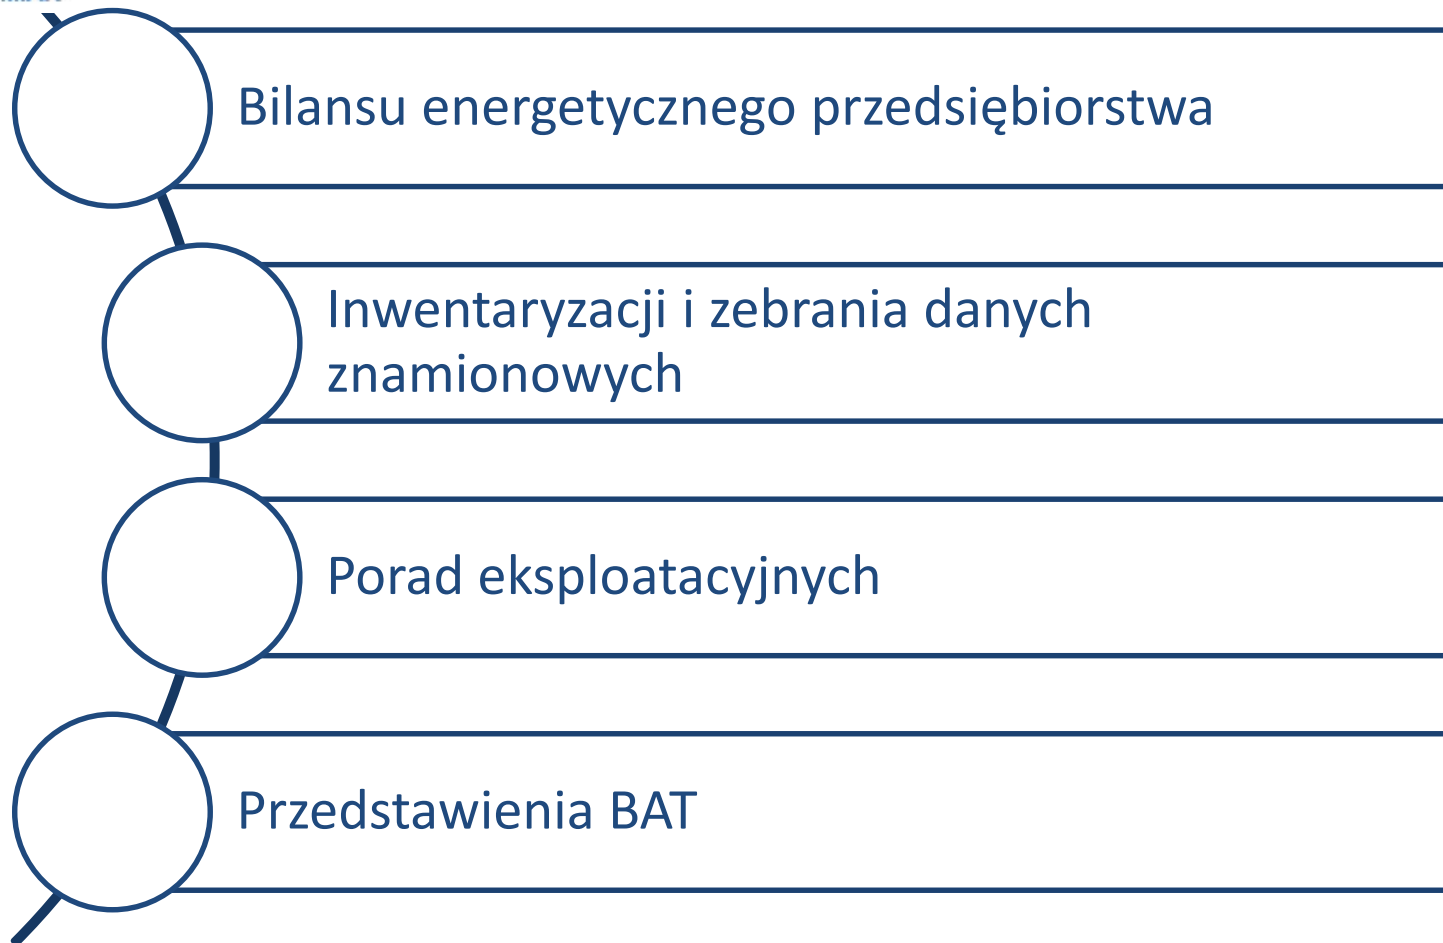 Bilansu energetycznego przedsiębiorstwa
Inwentaryzacji i zebrania danych
znamionowych
Porad eksploatacyjnych
Przedstawienia BAT